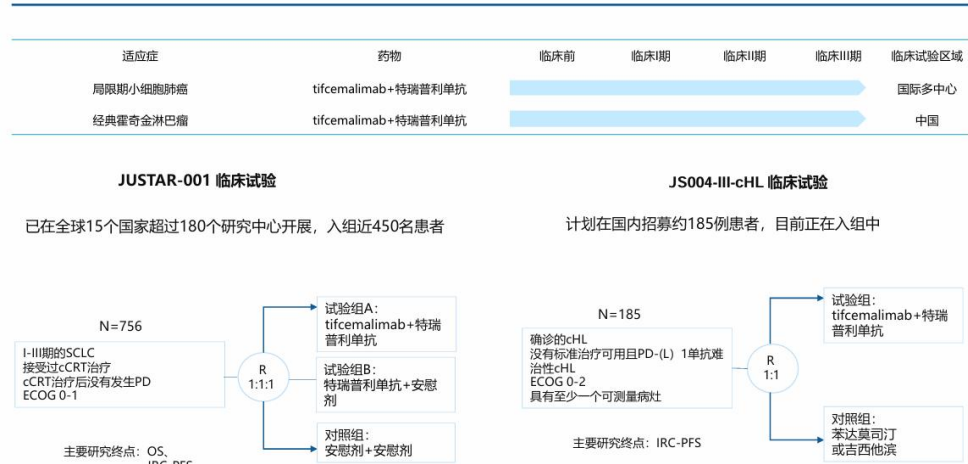 适应症 药物 临床前 临床I期 临床II期 临床III期 临床试验区域
局限期小细胞肺癌 tifcemalimab+特瑞普利单抗 国际多中心
经典霍奇金淋巴瘤 tifcemalimab+特瑞普利单抗 中国
JUSTAR-001 临床试验
已在全球15个国家超过180个研究中心开展，入组近450名患者
N=756
I-III期的SCLC
接受过cCRT治疗
cCRT治疗后没有发生PD
ECOG 0-1
R
1:1:1
试验组A：
tifcemalimab+特瑞
普利单抗
试验组B：
特瑞普利单抗+安慰
剂
对照组：
安慰剂+安慰剂
主要研究终点：OS、
IRC-PFS
JS004-III-cHL 临床试验
计划在国内招募约185例患者，目前正在入组中
N=185
确诊的cHL
没有标准治疗可用且PD-(L）1单抗难
治性cHL
ECOG 0-2
具有至少一个可测量病灶
R
1:1
试验组：
tifcemalimab+特瑞
普利单抗
对照组：
苯达莫司汀
或吉西他滨
主要研究终点：IRC-PFS